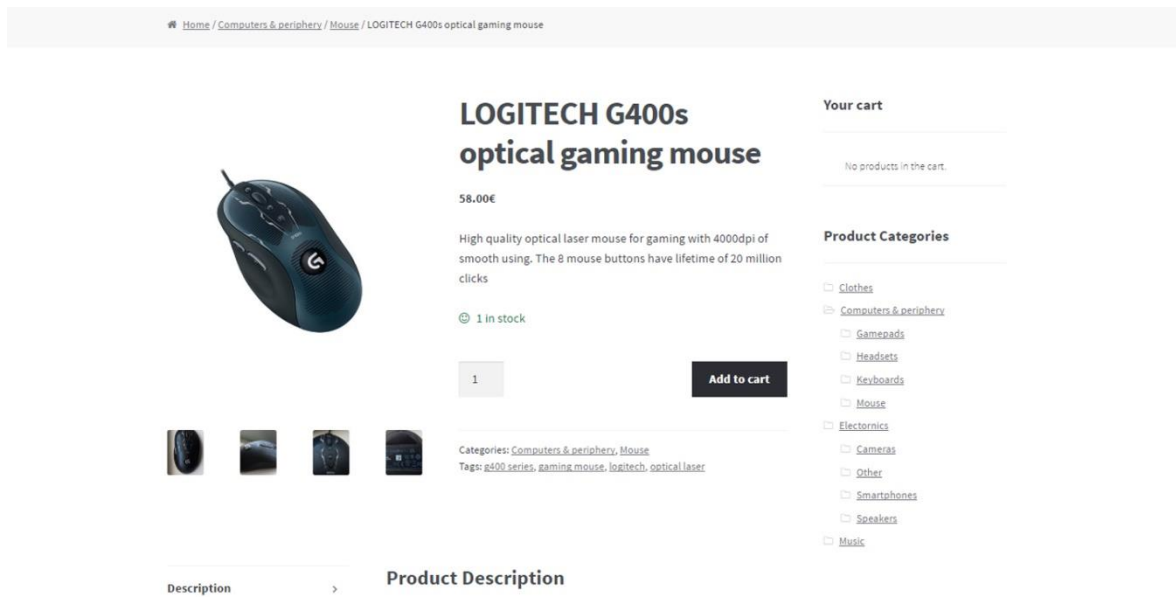 Home / Computers & periphery / Mouse / LOGITECH G400s optical gaming mouse
LOGITECH G400s
optical gaming mouse
58.00€
High quality optical laser mouse for gaming with 4000dpi of
smooth using. The 8 mouse buttons have lifetime of 20 million
clicks
1 in stock
1
Add to cart
Categories: Computers & periphery, Mouse
Tags: g400 series, gaming mouse, logitech, optical laser
Your cart
No products in the cart.
Product Categories
Clothes
Computers & periphery
Gamepads
Headsets
Keyboards
Mouse
Electornics
Cameras
Other
Smartphones
Speakers
Music
Description
Product Description